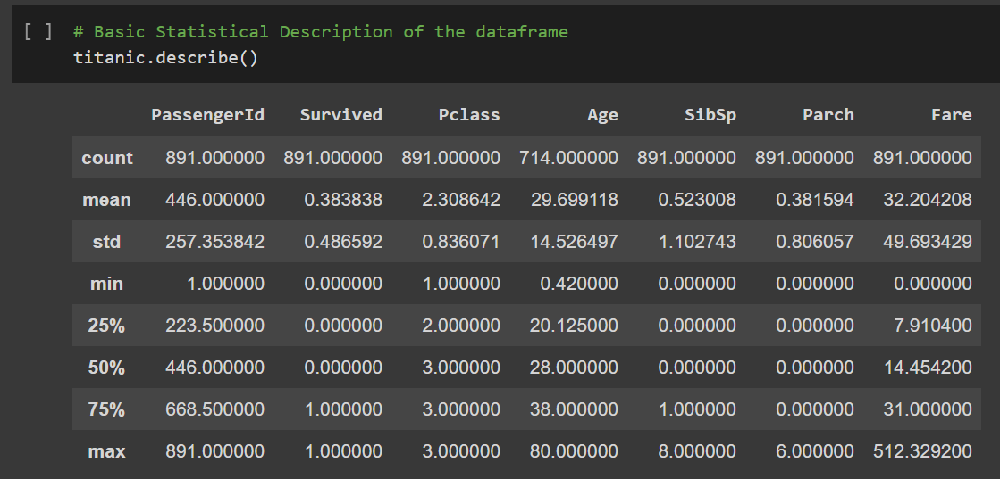 [ ] # Basic Statistical Description of the dataframe
titanic.describe()
PassengerId Survived Pclass Age SibSp Parch Fare
count 891.000000 891.000000 891.000000 714.000000 891.000000 891.000000 891.000000
mean 446.000000 0.383838 2.308642 29.699118 0.523008 0.381594 32.204208
std 257.353842 0.486592 0.836071 14.526497 1.102743 0.806057 49.693429
min 1.000000 0.000000 1.000000 0.420000 0.000000 0.000000 0.000000
25% 223.500000 0.000000 2.000000 20.125000 0.000000 0.000000 7.910400
50% 446.000000 0.000000 3.000000 28.000000 0.000000 0.000000 14.454200
75% 668.500000 1.000000 3.000000 38.000000 1.000000 0.000000 31.000000
max 891.000000 1.000000 3.000000 80.000000 8.000000 6.000000 512.329200